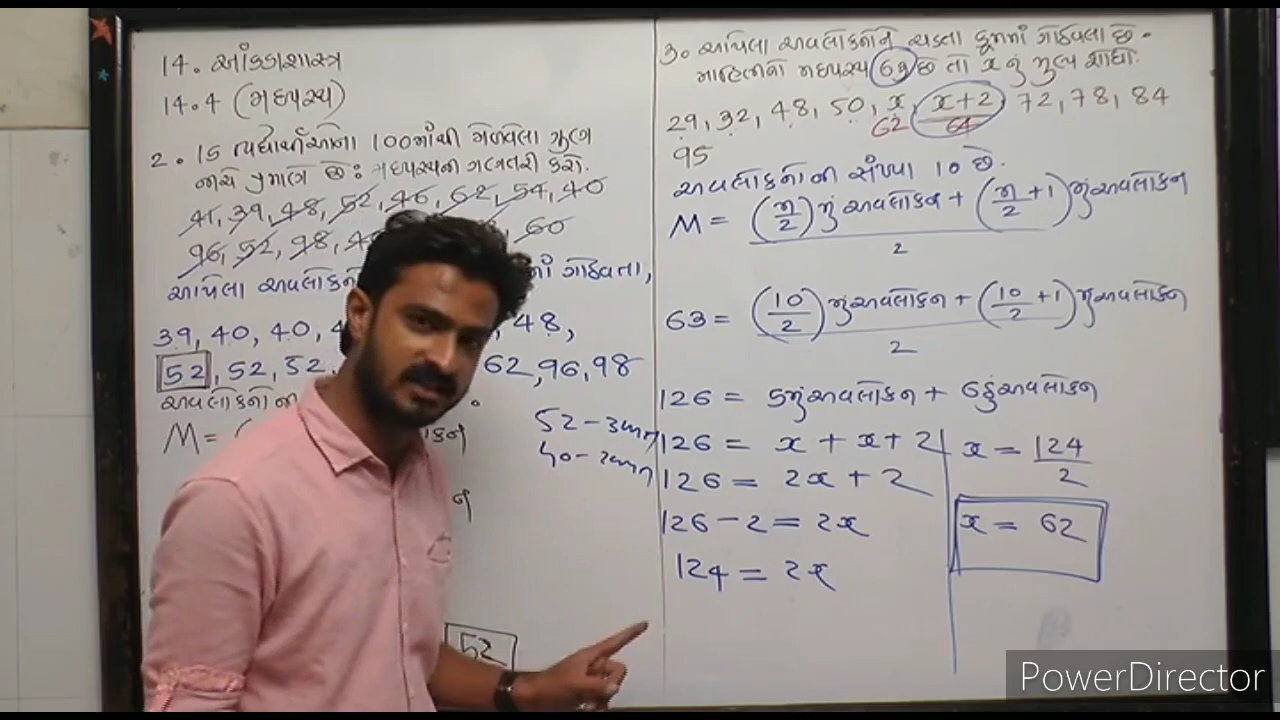 14. આંકડાશાસ્ત્ર
14.4 (મધ્યસ્થ)
2. 15 વિદ્યાર્થીઓના 100માંથી મેળવેલા ગુણ
નીચે પ્રમાણે છે: મધ્યસ્થની ગણતરી કરો.
41, 39, 48, 52, 46, 62, 54, 40
96, 52, 98, 60
આપેલા ગોઠવતા,
39, 40, 40, 48,
52, 52, 52, 62, 96, 98
અવલોકનોની
M = (
52 - 3વખત
40 - 2વખત
52
3. આપેલા અવલોકનોને ચડતા ક્રમમાં ગોઠવેલા છે.
માહિતીનો મધ્યસ્થ 63 છે તો x નું મૂલ્ય શોધો.
29, 32, 48, 50, x, x+2, 72, 78, 84
62 64
95
અવલોકનોની સંખ્યા 10 છે.
M = (n/2)મું અવલોકન + (n/2 + 1)મું અવલોકન
2
63 = (10/2)મું અવલોકન + (10/2 + 1)મું અવલોકન
2
126 = 5મું અવલોકન + 6ઠ્ઠું અવલોકન
126 = x + x + 2
126 = 2x + 2
126 - 2 = 2x
124 = 2x
x = 124/2
x = 62
PowerDirector